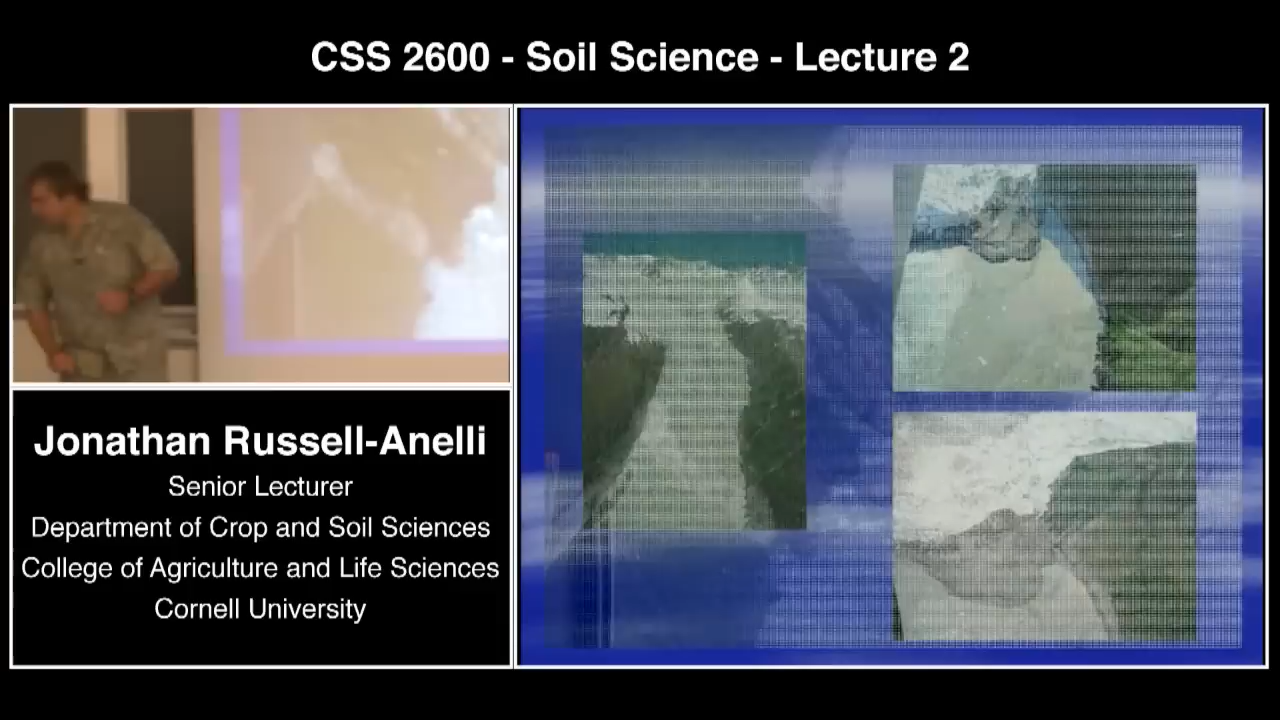 CSS 2600 - Soil Science - Lecture 2
Jonathan Russell-Anelli
Senior Lecturer
Department of Crop and Soil Sciences
College of Agriculture and Life Sciences
Cornell University